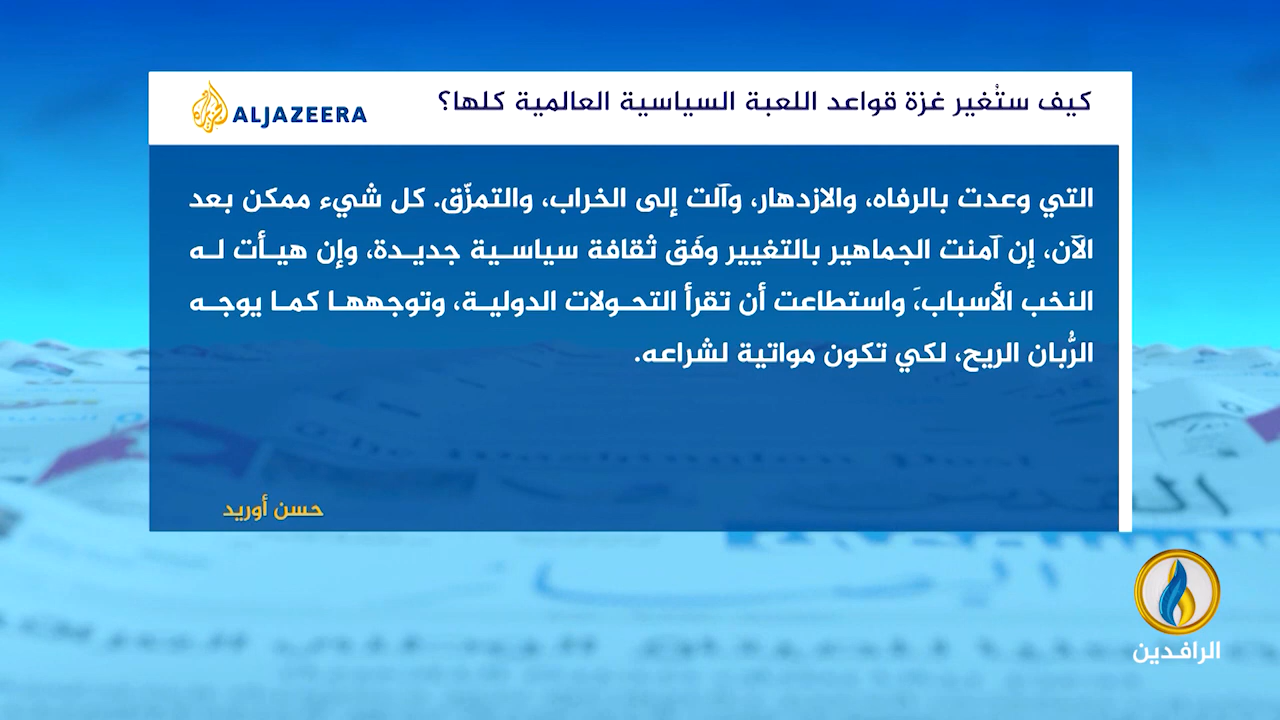 كيف ستُغير غزة قواعد اللعبة السياسية العالمية كلها؟
ALJAZEERA
التي وعدت بالرفاه، والازدهار، وآلت إلى الخراب، والتمزّق. كل شيء ممكن بعد
الآن، إن آمنت الجماهير بالتغيير وفَق ثقافة سياسية جديدة، وإن هيأت له
النخب الأسباب،َ واستطاعت أن تقرأ التحولات الدولية، وتوجهها كما يوجه
الرُّبان الريح، لكي تكون مواتية لشراعه.
حسن أوريد
الرافدين